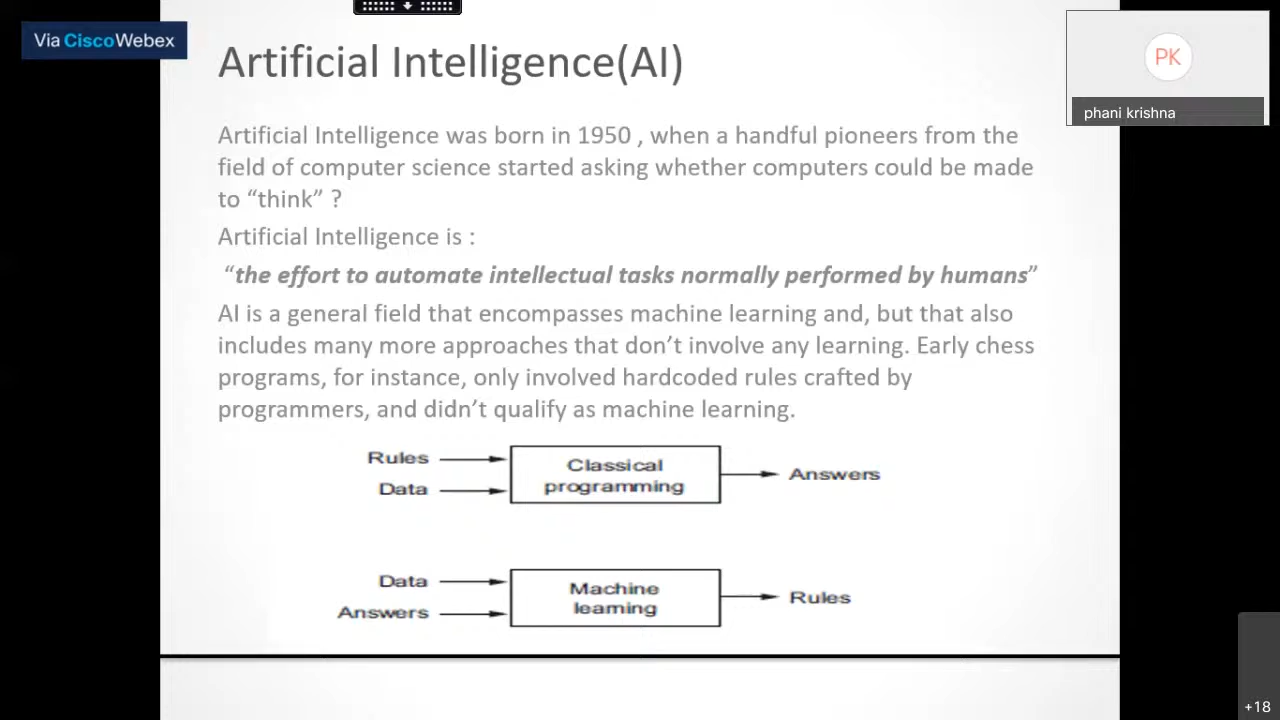 Via CiscoWebex
PK
phani krishna
Artificial Intelligence(AI)
Artificial Intelligence was born in 1950 , when a handful pioneers from the
field of computer science started asking whether computers could be made
to “think” ?
Artificial Intelligence is :
“the effort to automate intellectual tasks normally performed by humans”
AI is a general field that encompasses machine learning and, but that also
includes many more approaches that don’t involve any learning. Early chess
programs, for instance, only involved hardcoded rules crafted by
programmers, and didn’t qualify as machine learning.
Rules
Data
Classical
programming
Answers
Data
Answers
Machine
learning
Rules
+18